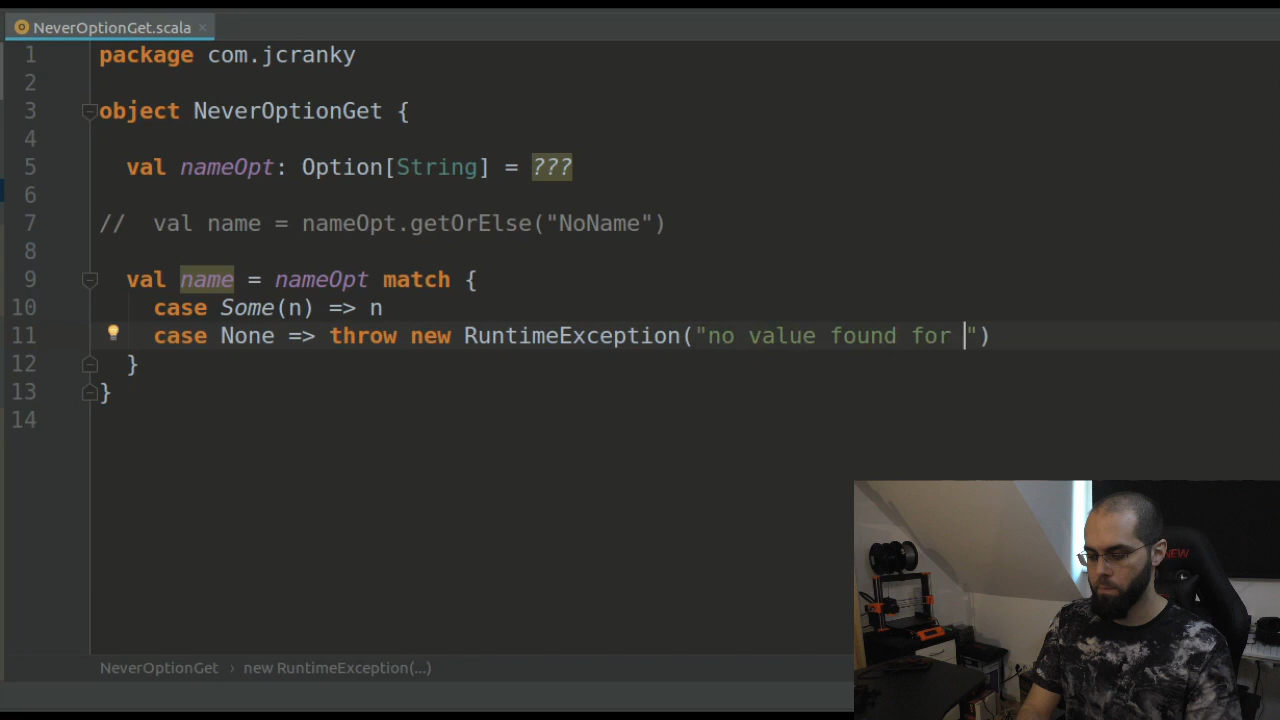 NeverOptionGet.scala
1 package com.jcranky
2
3 object NeverOptionGet {
4
5 val nameOpt: Option[String] = ???
6
7 // val name = nameOpt.getOrElse("NoName")
8
9 val name = nameOpt match {
10 case Some(n) => n
11 case None => throw new RuntimeException("no value found for ")
12 }
13 }
14
NeverOptionGet › new RuntimeException(...)
NEW